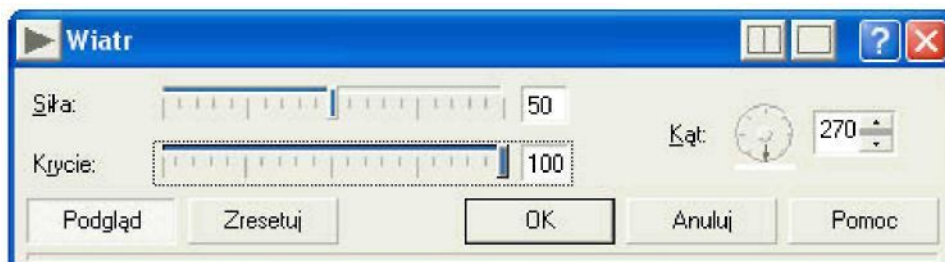 Wiatr
Siła: 50
Kąt: 270
Krycie: 100
Podgląd Zresetuj OK Anuluj Pomoc